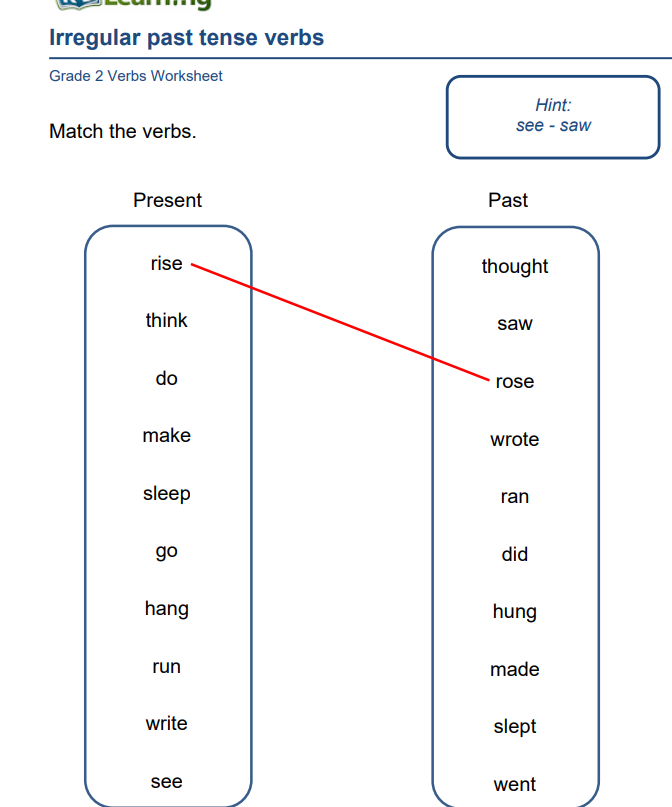 Learning
Irregular past tense verbs
Grade 2 Verbs Worksheet
Hint:
see - saw
Match the verbs.
Present Past
rise thought
think saw
do rose
make wrote
sleep ran
go did
hang hung
run made
write slept
see went